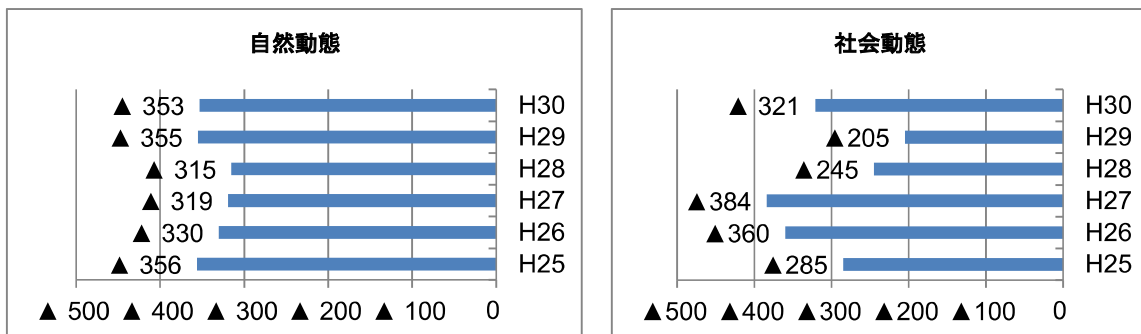 自然動態
▲ 353 H30
▲ 355 H29
▲ 315 H28
▲ 319 H27
▲ 330 H26
▲ 356 H25
▲ 500 ▲ 400 ▲ 300 ▲ 200 ▲ 100 0
社会動態
▲ 321 H30
▲ 205 H29
▲245 H28
▲384 H27
▲ 360 H26
▲285 H25
▲500 ▲400 ▲300 ▲200 ▲100 0